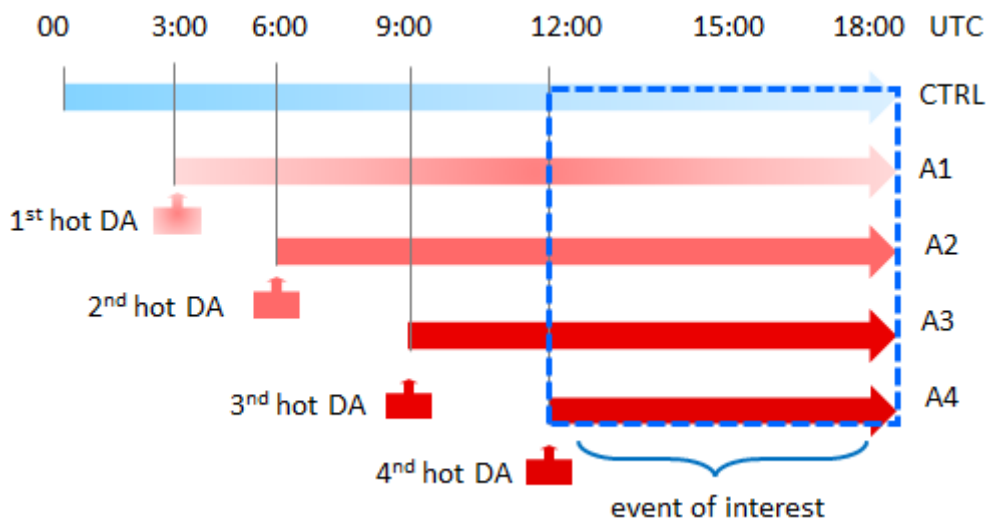 00 3:00 6:00 9:00 12:00 15:00 18:00 UTC
CTRL
A1
1st hot DA
A2
2nd hot DA
A3
3nd hot DA
A4
4nd hot DA
event of interest